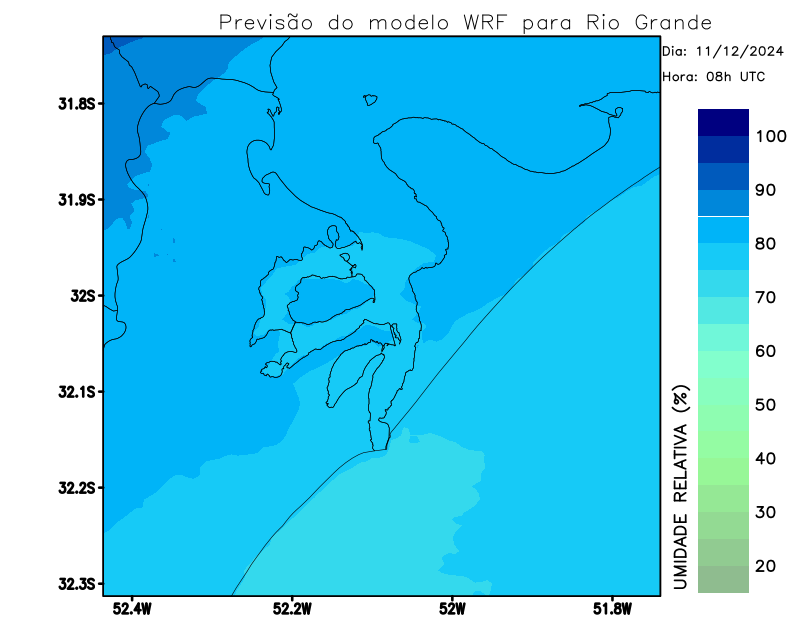 Previsão do modelo WRF para Rio Grande
Dia: 11/12/2024
Hora: 08h UTC
31.8S
31.9S
32S
32.1S
32.2S
32.3S
52.4W
52.2W
52W
51.8W
100
90
80
70
60
50
40
30
20
UMIDADE RELATIVA (%)